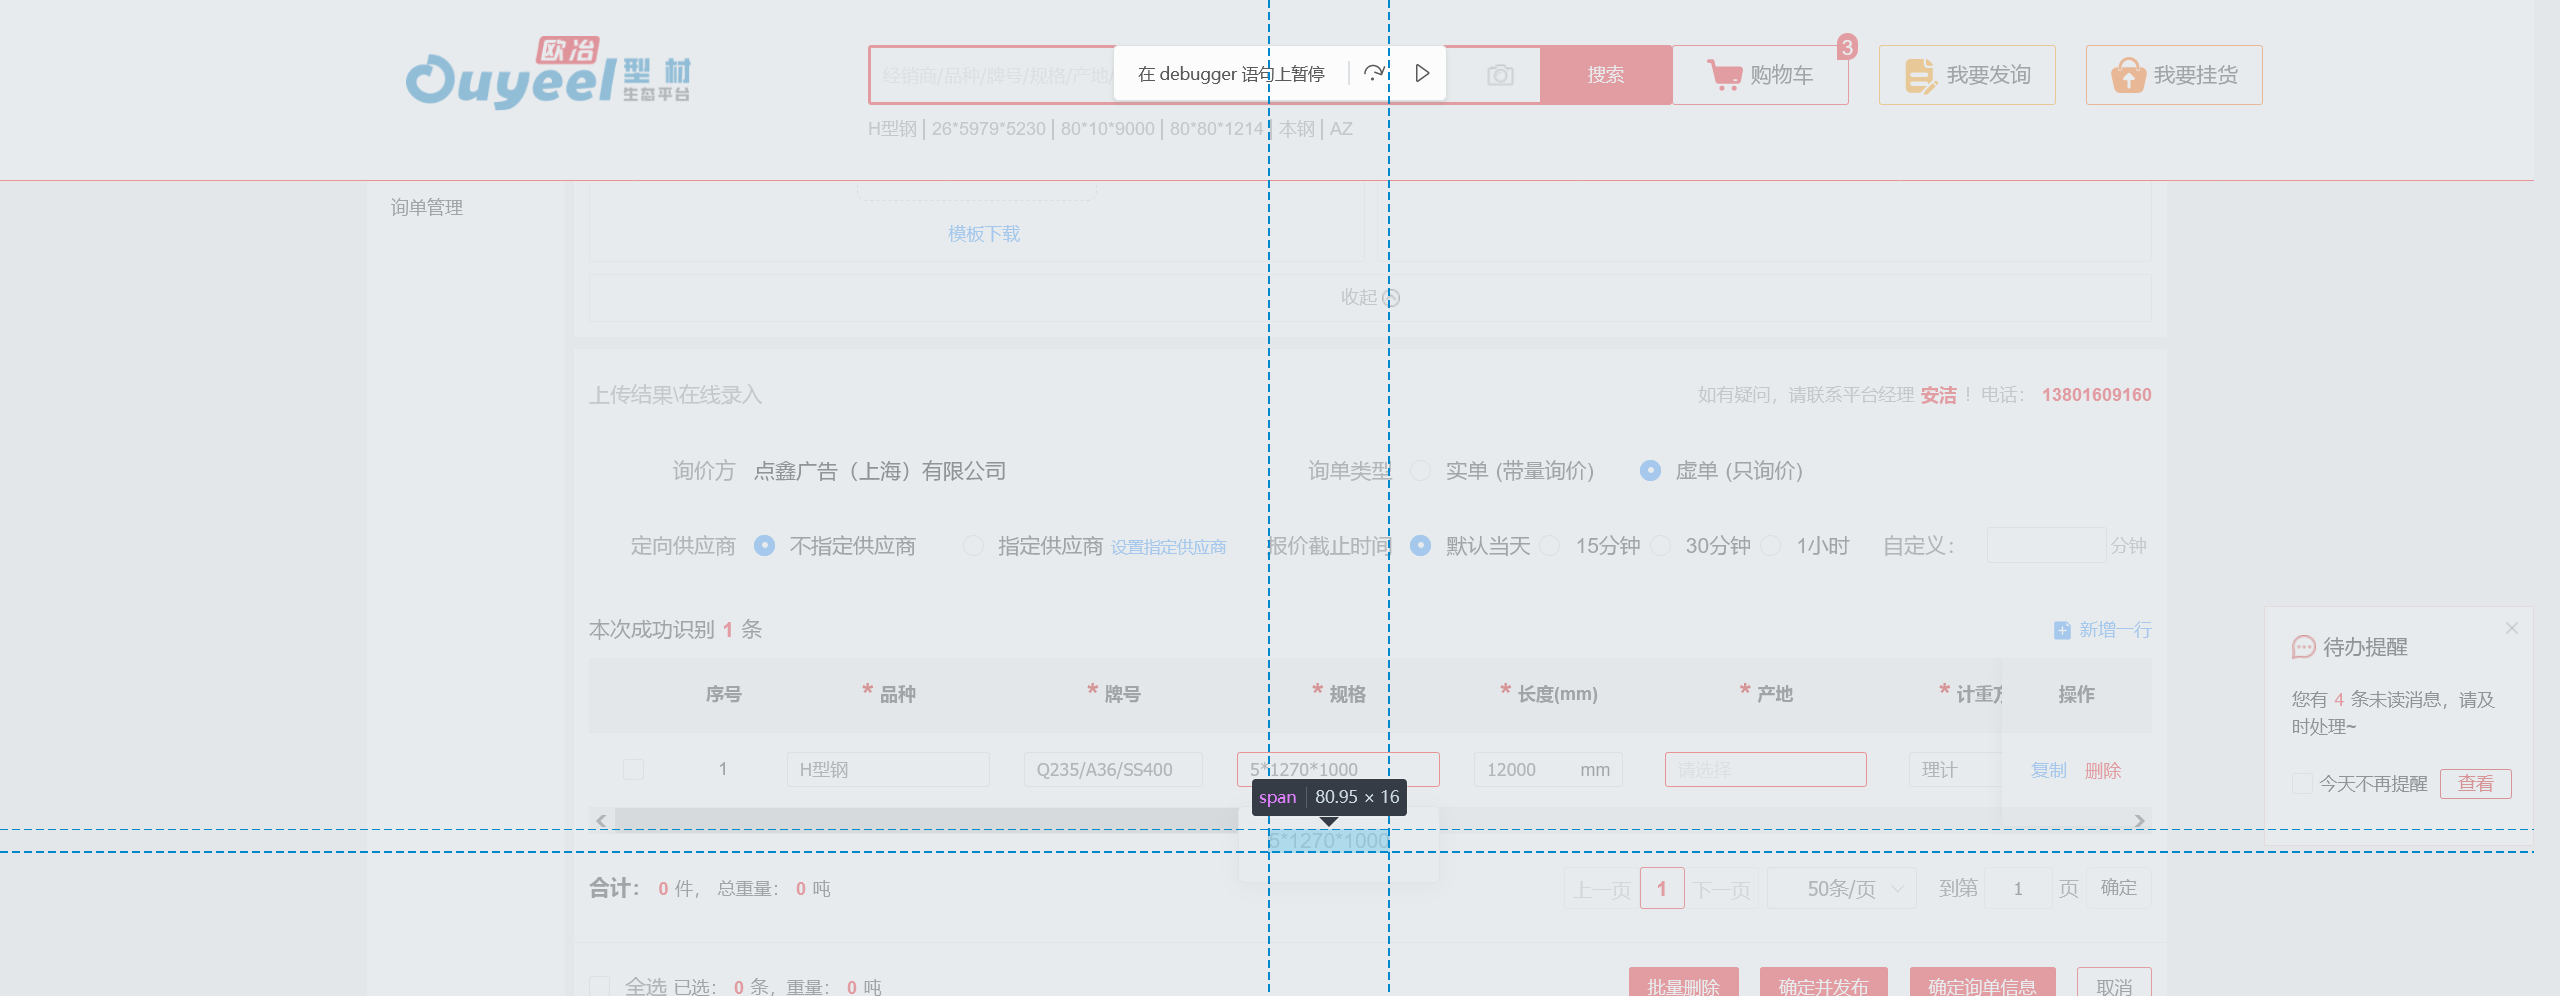 欧冶
Ouyeel 型材
生态平台
经销商/品种/牌号/规格/产地/
在 debugger 语句上暂停
搜索
购物车
3
我要发询
我要挂货
H型钢 | 26*5979*5230 | 80*10*9000 | 80*80*1214 | 本钢 | AZ
询单管理
模板下载
收起
上传结果\在线录入
如有疑问，请联系平台经理 安洁 ！ 电话： 13801609160
询价方 点鑫广告（上海）有限公司
询单类型 实单 (带量询价) 虚单 (只询价)
定向供应商 不指定供应商 指定供应商 设置指定供应商
报价截止时间 默认当天 15分钟 30分钟 1小时 自定义： 分钟
本次成功识别 1 条
新增一行
序号 * 品种 * 牌号 * 规格 * 长度(mm) * 产地 * 计重方 操作
1 H型钢 Q235/A36/SS400 5*1270*1000 12000 mm 请选择 理计 复制 删除
span 80.95 × 16
5*1270*1000
合计： 0 件， 总重量： 0 吨
上一页 1 下一页 50条/页 到第 1 页 确定
全选 已选： 0 条，重量： 0 吨
批量删除 确定并发布 确定询单信息 取消
待办提醒
您有 4 条未读消息，请及
时处理~
今天不再提醒 查看